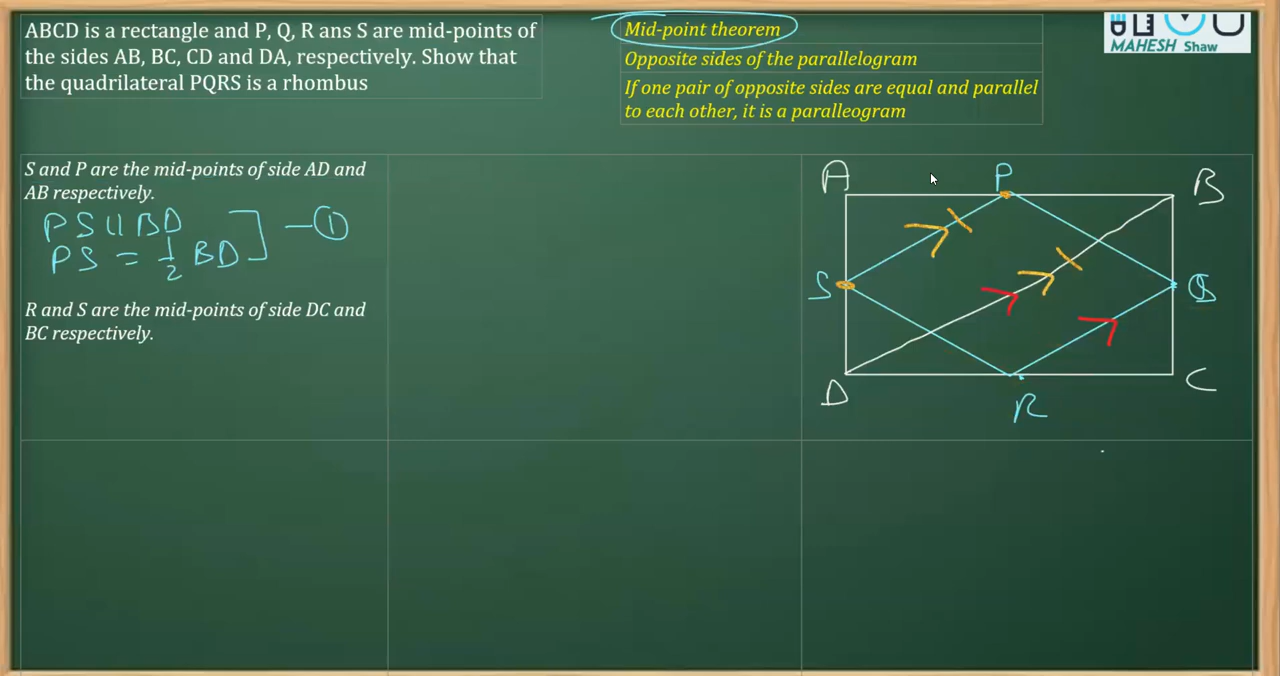 ABCD is a rectangle and P, Q, R ans S are mid-points of
the sides AB, BC, CD and DA, respectively. Show that
the quadrilateral PQRS is a rhombus
Mid-point theorem
Opposite sides of the parallelogram
If one pair of opposite sides are equal and parallel
to each other, it is a paralleogram
MAHESH Shaw
S and P are the mid-points of side AD and
AB respectively.
PS || BD
PS = 1/2 BD ] — ①
R and S are the mid-points of side DC and
BC respectively.
A P B
S Q
D R C